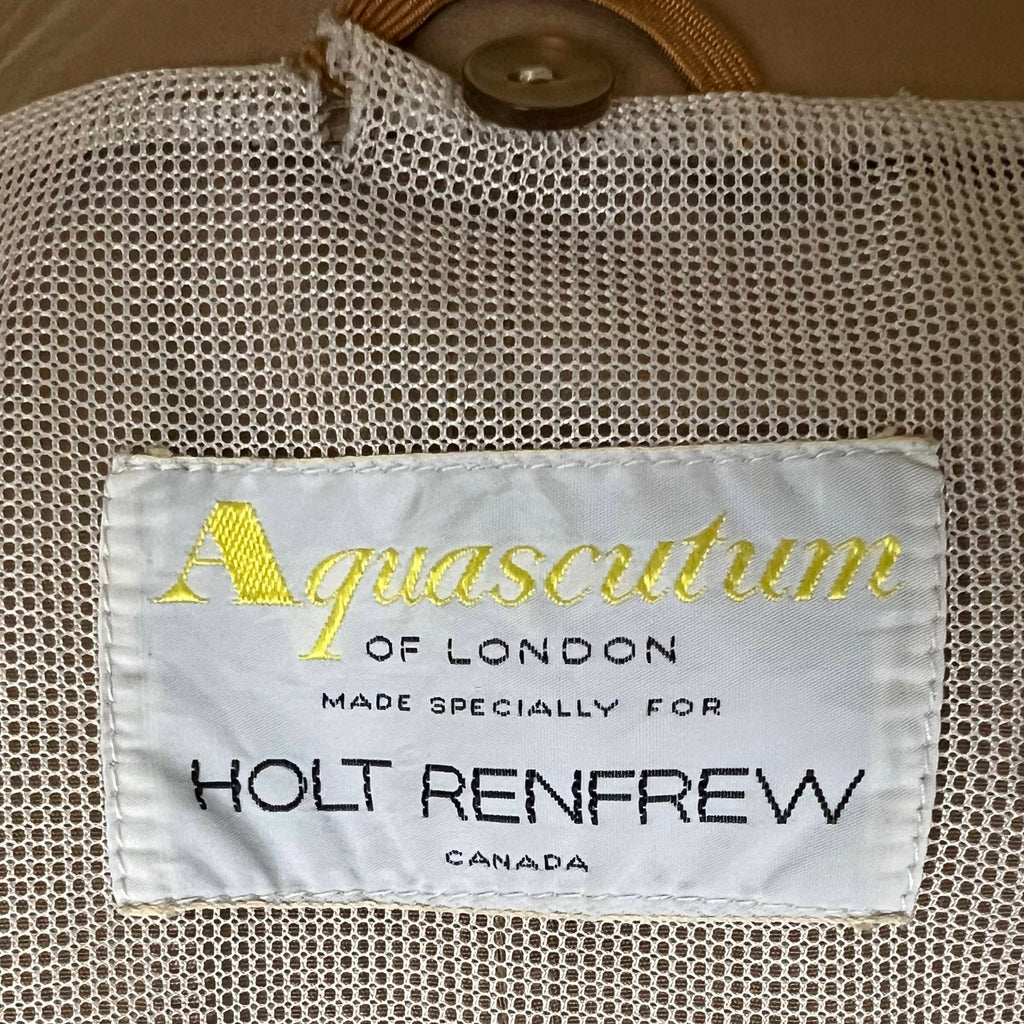 Aquascutum
OF LONDON
MADE SPECIALLY FOR
HOLT RENFREW
CANADA